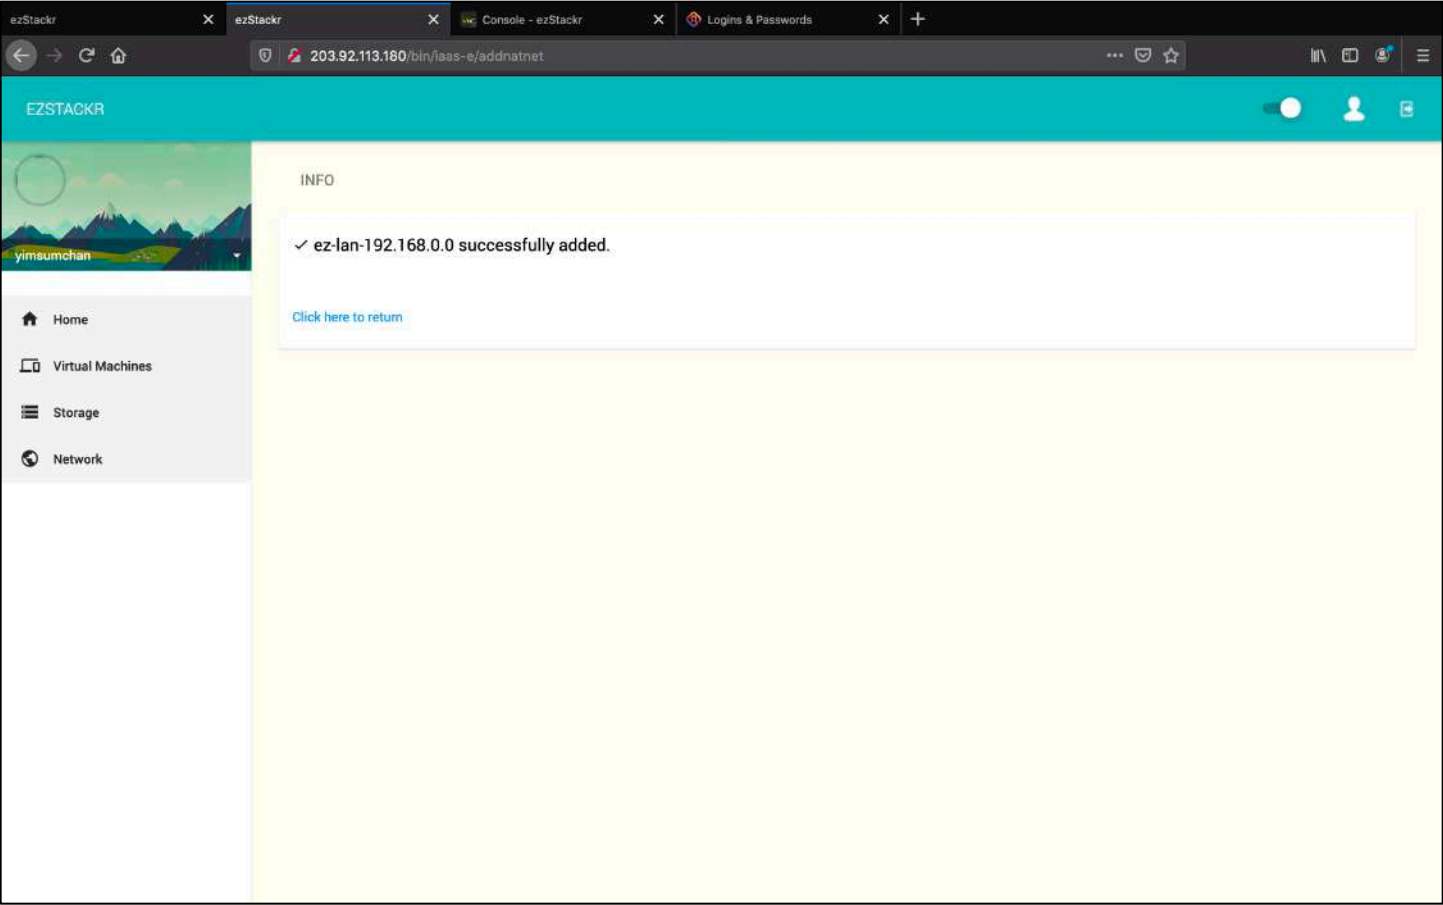 ezStackr
ezStackr
Console - ezStackr
Logins & Passwords
203.92.113.180/bin/iaas-e/addnatnet
EZSTACKR
yimsumchan
Home
Virtual Machines
Storage
Network
INFO
✓ ez-lan-192.168.0.0 successfully added.
Click here to return